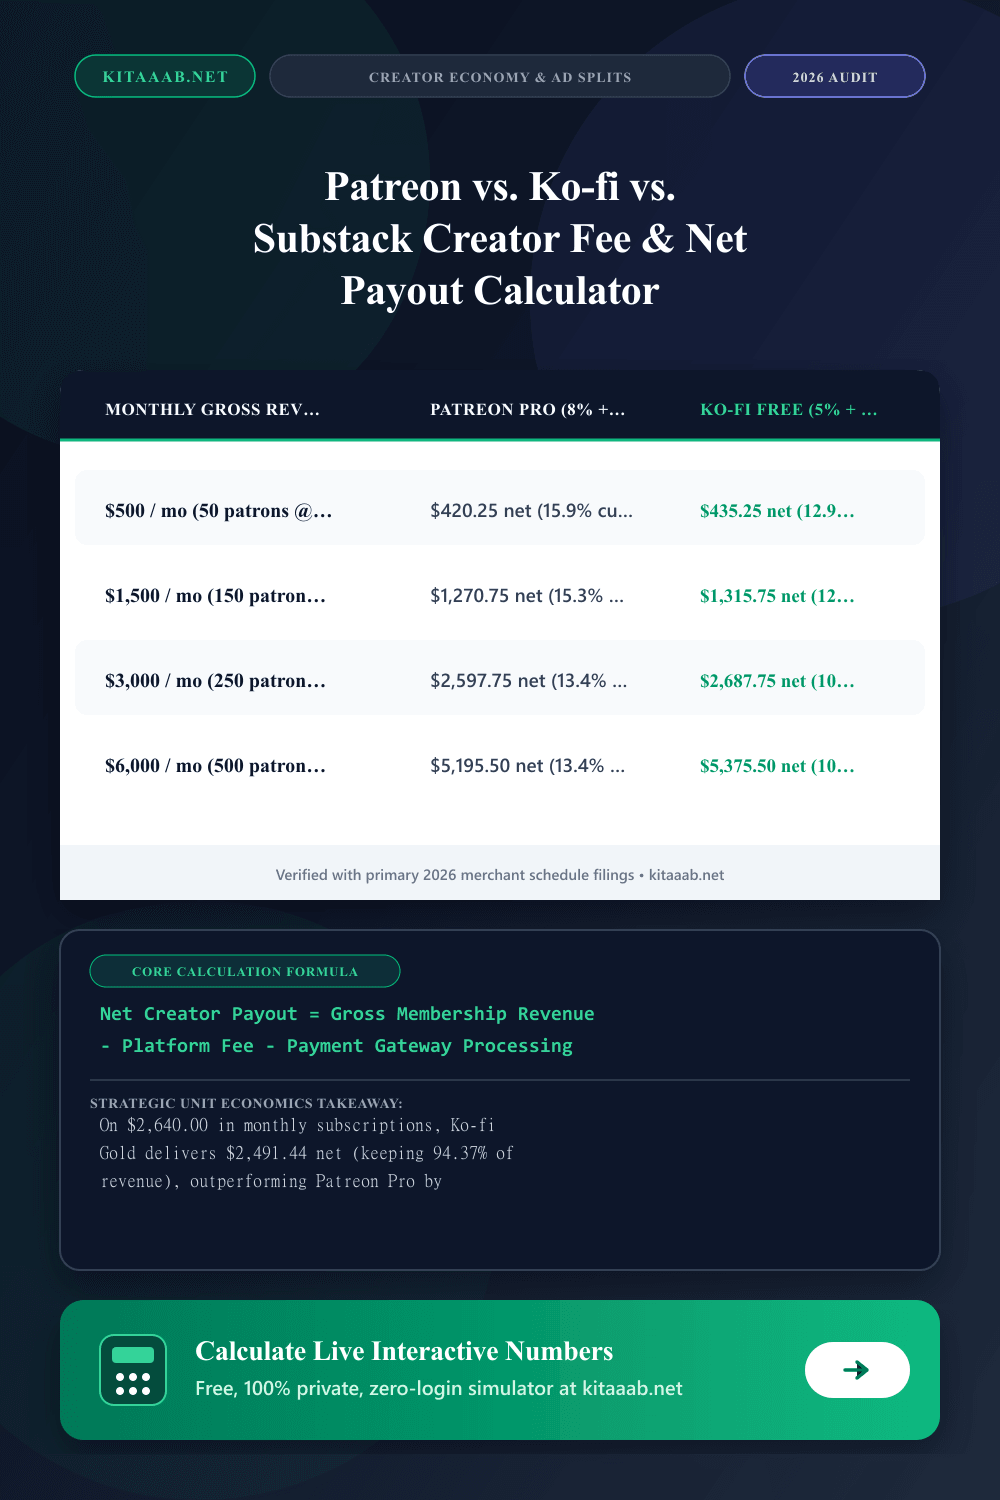 KITAAAB.NET
CREATOR ECONOMY & AD SPLITS
2026 AUDIT
Patreon vs. Ko-fi vs.
Substack Creator Fee & Net
Payout Calculator
MONTHLY GROSS REV... PATREON PRO (8% +... KO-FI FREE (5% + ...
$500 / mo (50 patrons @... $420.25 net (15.9% cu... $435.25 net (12.9...
$1,500 / mo (150 patron... $1,270.75 net (15.3% ... $1,315.75 net (12...
$3,000 / mo (250 patron... $2,597.75 net (13.4% ... $2,687.75 net (10...
$6,000 / mo (500 patron... $5,195.50 net (13.4% ... $5,375.50 net (10...
Verified with primary 2026 merchant schedule filings • kitaaab.net
CORE CALCULATION FORMULA
Net Creator Payout = Gross Membership Revenue
- Platform Fee - Payment Gateway Processing
STRATEGIC UNIT ECONOMICS TAKEAWAY:
On $2,640.00 in monthly subscriptions, Ko-fi
Gold delivers $2,491.44 net (keeping 94.37% of
revenue), outperforming Patreon Pro by
Calculate Live Interactive Numbers
Free, 100% private, zero-login simulator at kitaaab.net